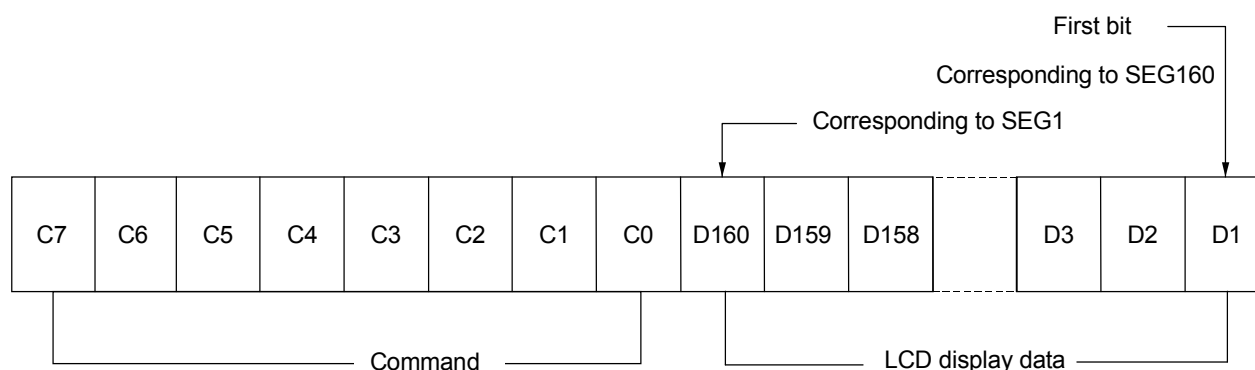 First bit
Corresponding to SEG160
Corresponding to SEG1
C7 C6 C5 C4 C3 C2 C1 C0 D160 D159 D158 D3 D2 D1
Command LCD display data